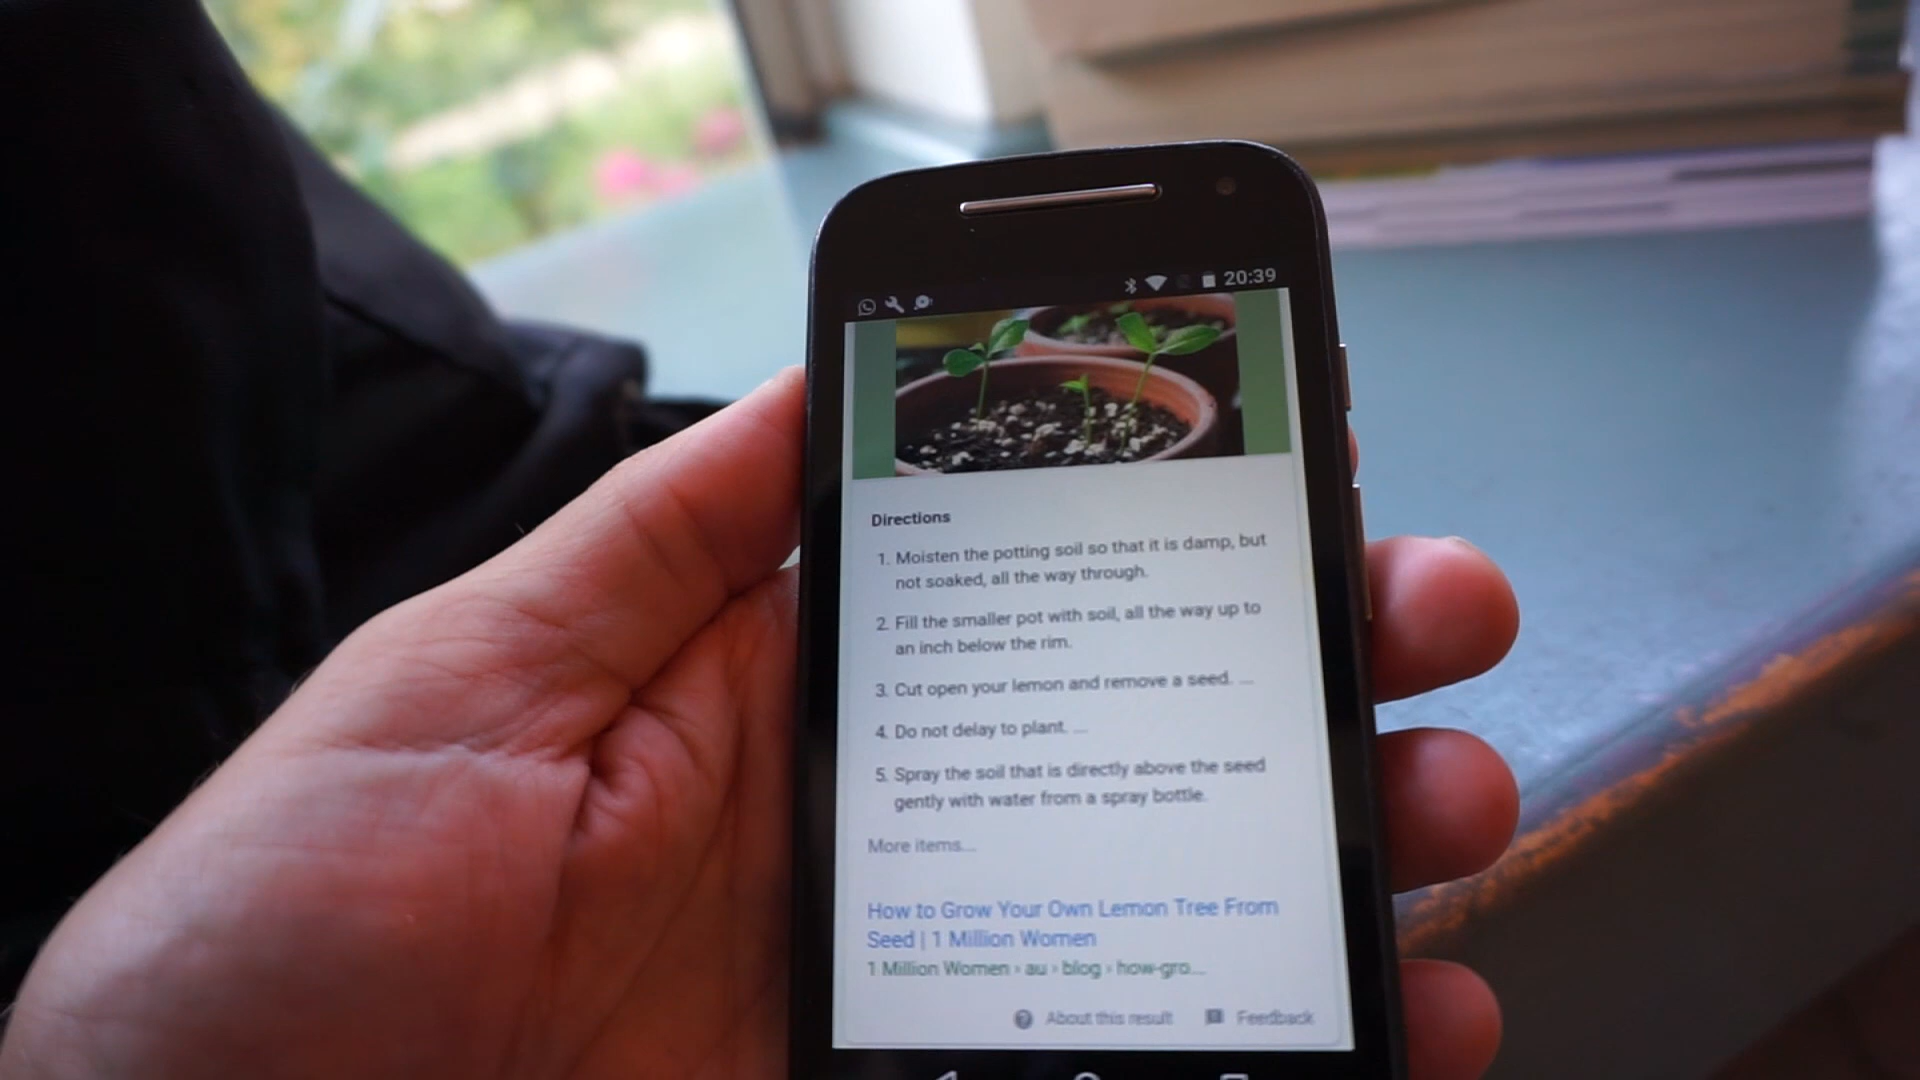 20:39
Directions
1. Moisten the potting soil so that it is damp, but
not soaked, all the way through.
2. Fill the smaller pot with soil, all the way up to
an inch below the rim.
3. Cut open your lemon and remove a seed. ...
4. Do not delay to plant. ...
5. Spray the soil that is directly above the seed
gently with water from a spray bottle.
More items...
How to Grow Your Own Lemon Tree From
Seed | 1 Million Women
1 Million Women › au › blog › how-gro...
About this result Feedback